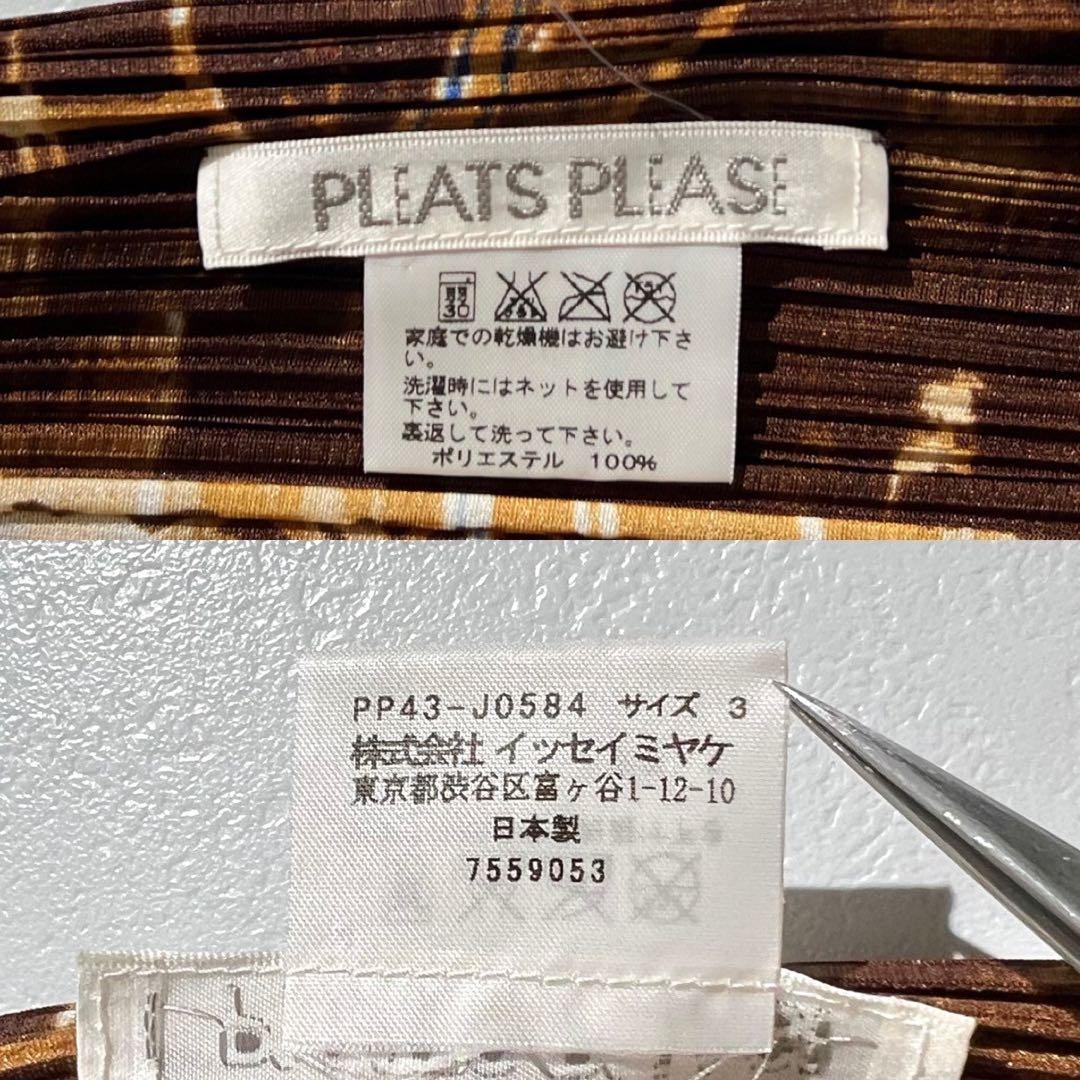 PLEATS PLEASE
弱 30
家庭での乾燥機はお避け下さ
い。
洗濯時にはネットを使用して
下さい。
裏返して洗って下さい。
ポリエステル 100%
PP43-J0584 サイズ 3
株式会社 イッセイミヤケ
東京都渋谷区富ヶ谷1-12-10
日本製
7559053